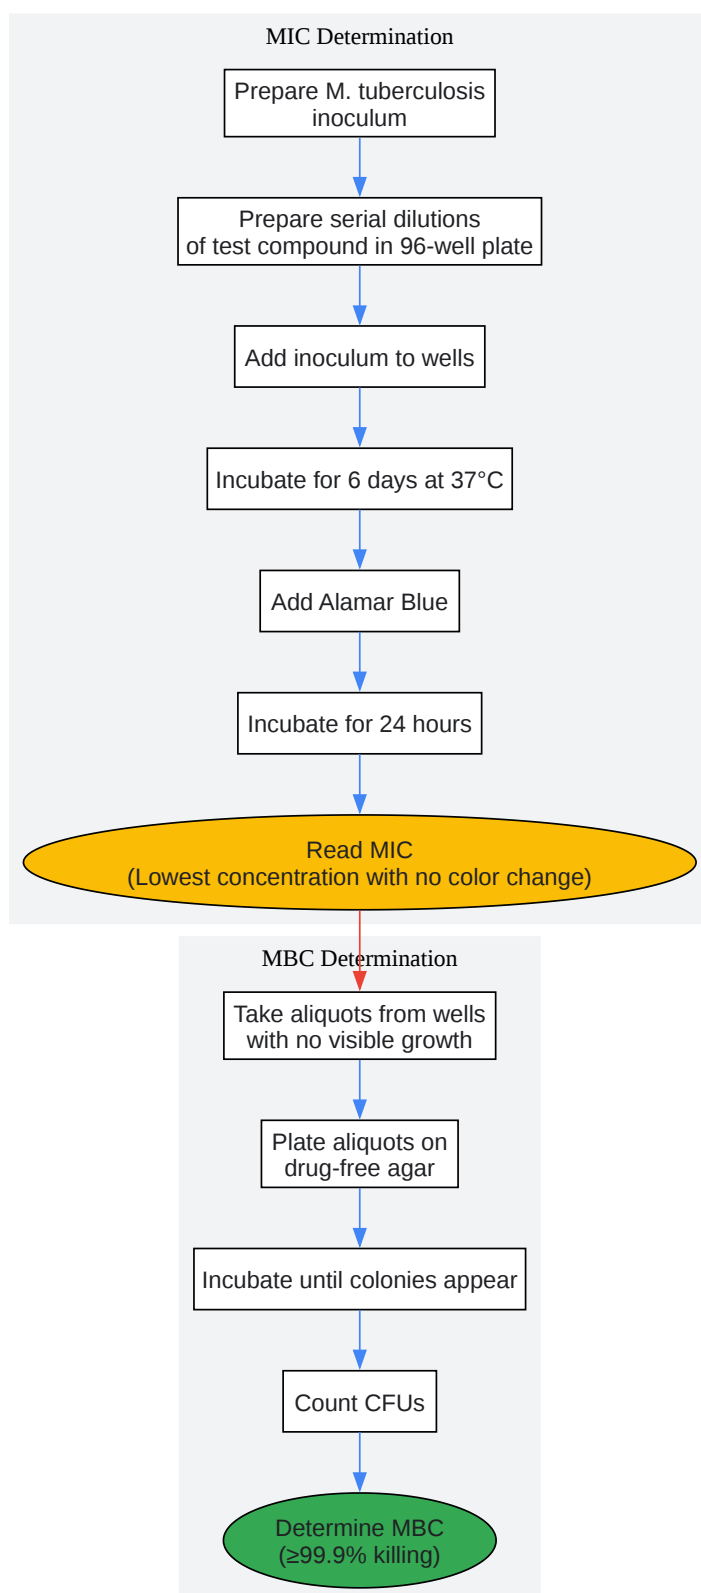 MIC Determination
Prepare M. tuberculosis
inoculum
Prepare serial dilutions
of test compound in 96-well plate
Add inoculum to wells
Incubate for 6 days at 37°C
Add Alamar Blue
Incubate for 24 hours
Read MIC
(Lowest concentration with no color change)
MBC Determination
Take aliquots from wells
with no visible growth
Plate aliquots on
drug-free agar
Incubate until colonies appear
Count CFUs
Determine MBC
(≥99.9% killing)